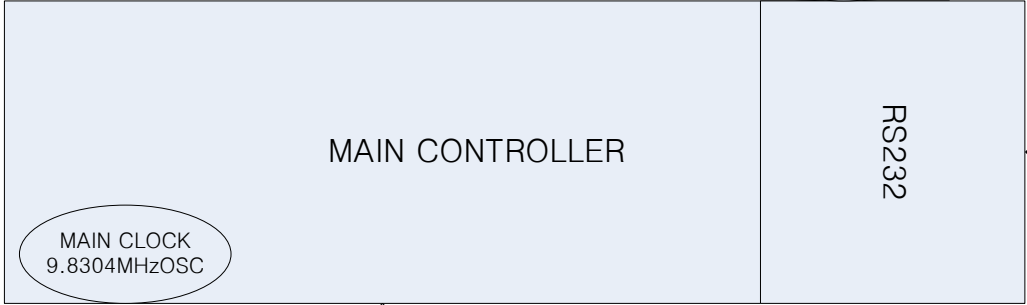 MAIN CONTROLLER
RS232
MAIN CLOCK
9.8304MHzOSC